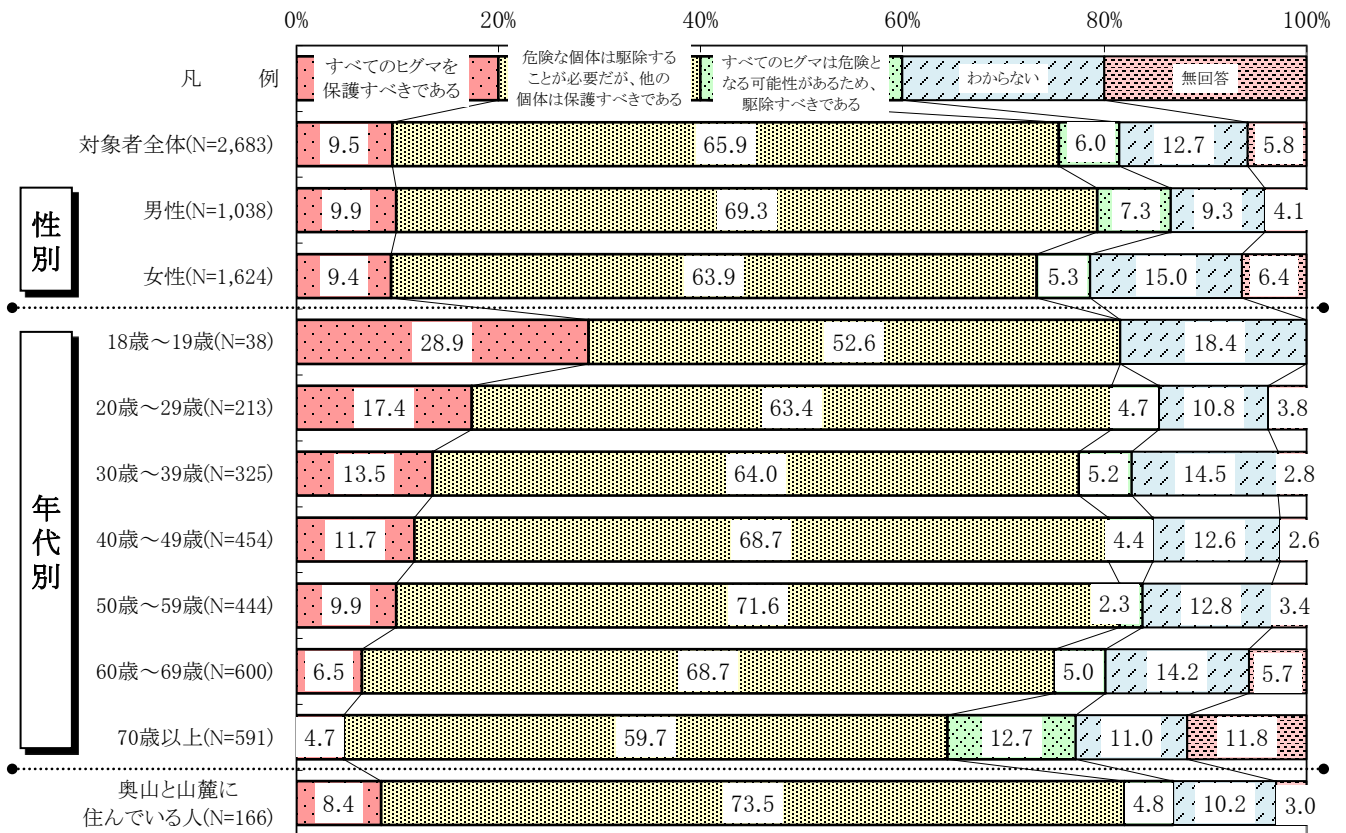 0% 20% 40% 60% 80% 100%
凡 例
すべてのヒグマを
保護すべきである
危険な個体は駆除する
ことが必要だが、他の
個体は保護すべきである
すべてのヒグマは危険と
なる可能性があるため、
駆除すべきである
わからない
無回答
対象者全体(N=2,683) 9.5 65.9 6.0 12.7 5.8
性別
男性(N=1,038) 9.9 69.3 7.3 9.3 4.1
女性(N=1,624) 9.4 63.9 5.3 15.0 6.4
年代別
18歳～19歳(N=38) 28.9 52.6 18.4
20歳～29歳(N=213) 17.4 63.4 4.7 10.8 3.8
30歳～39歳(N=325) 13.5 64.0 5.2 14.5 2.8
40歳～49歳(N=454) 11.7 68.7 4.4 12.6 2.6
50歳～59歳(N=444) 9.9 71.6 2.3 12.8 3.4
60歳～69歳(N=600) 6.5 68.7 5.0 14.2 5.7
70歳以上(N=591) 4.7 59.7 12.7 11.0 11.8
奥山と山麓に
住んでいる人(N=166) 8.4 73.5 4.8 10.2 3.0